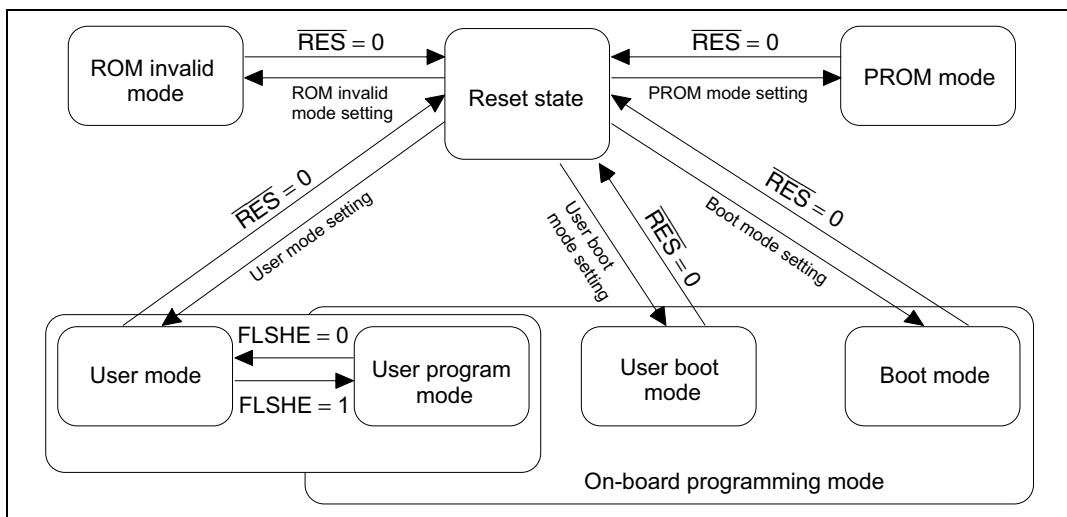 RES = 0
RES = 0
ROM invalid
mode
Reset state
PROM mode
ROM invalid
mode setting
PROM mode setting
RES = 0
User mode setting
User boot
mode setting
RES = 0
Boot mode setting
RES = 0
User mode
FLSHE = 0
FLSHE = 1
User program
mode
User boot
mode
Boot mode
On-board programming mode